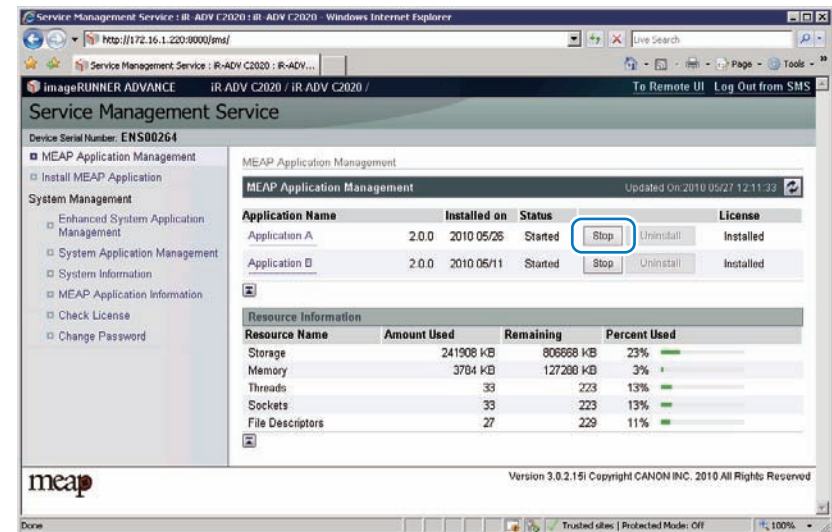 Service Management Service : iR-ADV C2020 : iR-ADV C2020 - Windows Internet Explorer
http://172.16.1.220:8000/sms/
Live Search
Service Management Service : iR-ADV C2020 : iR-ADV...
Page
Tools
imageRUNNER ADVANCE iR ADV C2020 / iR ADV C2020 /
To Remote UI Log Out from SMS
Service Management Service
Device Serial Number: ENS00264
MEAP Application Management
Install MEAP Application
System Management
Enhanced System Application
Management
System Application Management
System Information
MEAP Application Information
Check License
Change Password
MEAP Application Management
MEAP Application Management Updated On:2010 05/27 12:11:33
Application Name Installed on Status License
Application A 2.0.0 2010 05/26 Started Stop Uninstall Installed
Application B 2.0.0 2010 05/11 Started Stop Uninstall Installed
Resource Information
Resource Name Amount Used Remaining Percent Used
Storage 241908 KB 806668 KB 23%
Memory 3784 KB 127288 KB 3%
Threads 33 223 13%
Sockets 33 223 13%
File Descriptors 27 229 11%
meap
Version 3.0.2.15i Copyright CANON INC. 2010 All Rights Reserved
Done
Trusted sites | Protected Mode: Off
100%